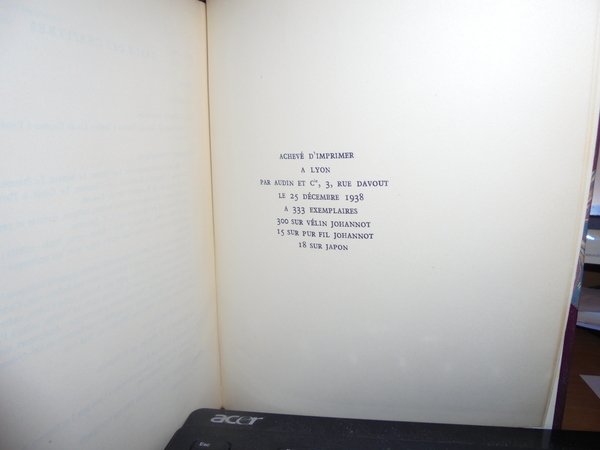 ACHEVÉ D'IMPRIMER
A LYON
PAR AUDIN ET Cie, 3, RUE DAVOUT
LE 25 DÉCEMBRE 1938
A 333 EXEMPLAIRES
300 SUR VÉLIN JOHANNOT
15 SUR PUR FIL JOHANNOT
18 SUR JAPON
acer
Esc